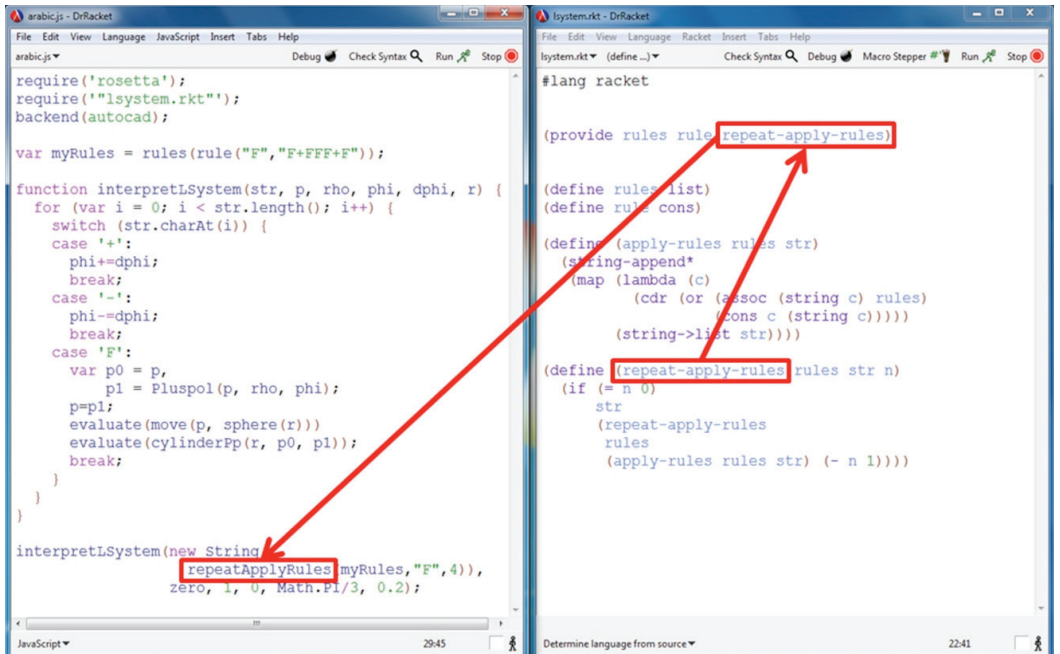 arabic.js - DrRacket
File Edit View Language JavaScript Insert Tabs Help
arabic.js Debug Check Syntax Run Stop
require('rosetta');
require('"lsystem.rkt"');
backend(autocad);
var myRules = rules(rule("F","F+FFF+F"));
function interpretLSystem(str, p, rho, phi, dphi, r) {
for (var i = 0; i < str.length(); i++) {
switch (str.charAt(i)) {
case '+':
phi+=dphi;
break;
case '-':
phi-=dphi;
break;
case 'F':
var p0 = p,
p1 = Pluspol(p, rho, phi);
p=p1;
evaluate(move(p, sphere(r)))
evaluate(cylinderPp(r, p0, p1));
break;
}
}
}
interpretLSystem(new String
repeatApplyRules(myRules,"F",4)),
zero, 1, 0, Math.PI/3, 0.2);
JavaScript 29:45
lsystem.rkt - DrRacket
File Edit View Language Racket Insert Tabs Help
lsystem.rkt (define ...) Check Syntax Debug Macro Stepper Run Stop
#lang racket
(provide rules rule repeat-apply-rules)
(define rules list)
(define rule cons)
(define (apply-rules rules str)
(string-append*
(map (lambda (c)
(cdr (or (assoc (string c) rules)
(cons c (string c)))))
(string->list str))))
(define (repeat-apply-rules rules str n)
(if (= n 0)
str
(repeat-apply-rules
rules
(apply-rules rules str) (- n 1))))
Determine language from source 22:41